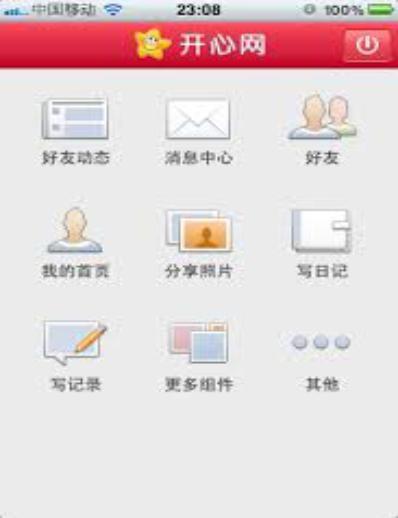 中国移动 23:08 100%
开心网
好友动态 消息中心 好友
我的首页 分享照片 写日记
写记录 更多组件 其他